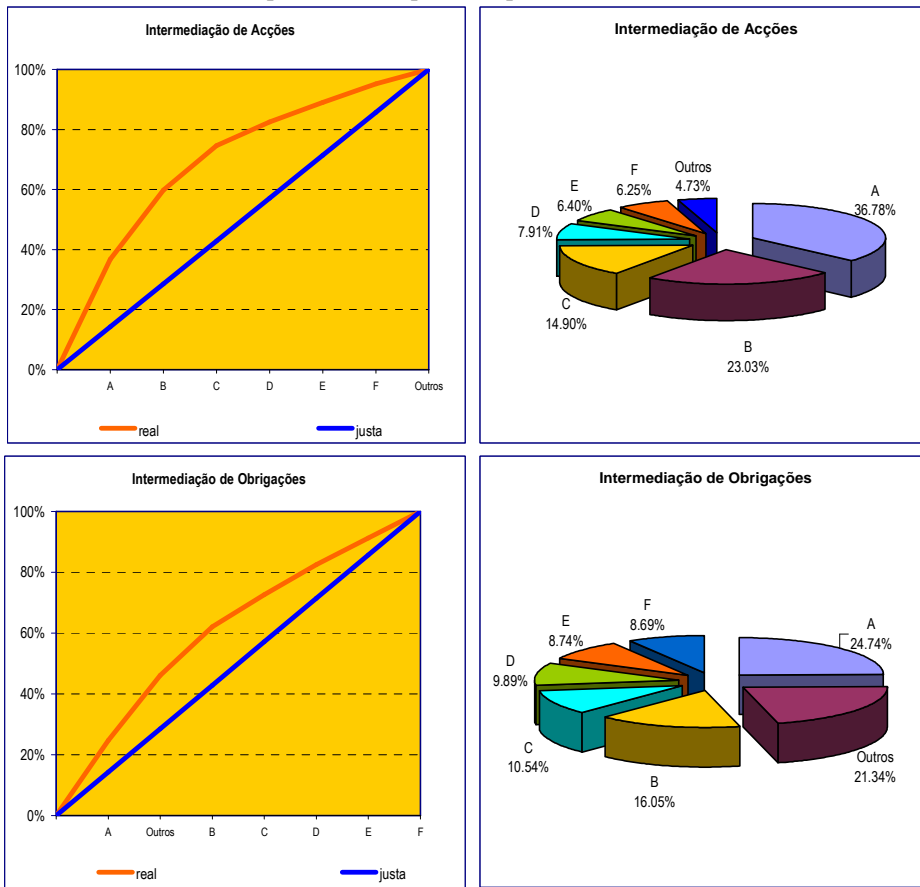 Intermediação de Acções
100%
80%
60%
40%
20%
0%
A B C D E F Outros
real justa
Intermediação de Acções
A
36.78%
B
23.03%
C
14.90%
D
7.91%
E
6.40%
F
6.25%
Outros
4.73%
Intermediação de Obrigações
100%
80%
60%
40%
20%
0%
A Outros B C D E F
real justa
Intermediação de Obrigações
A
24.74%
Outros
21.34%
B
16.05%
C
10.54%
D
9.89%
E
8.74%
F
8.69%